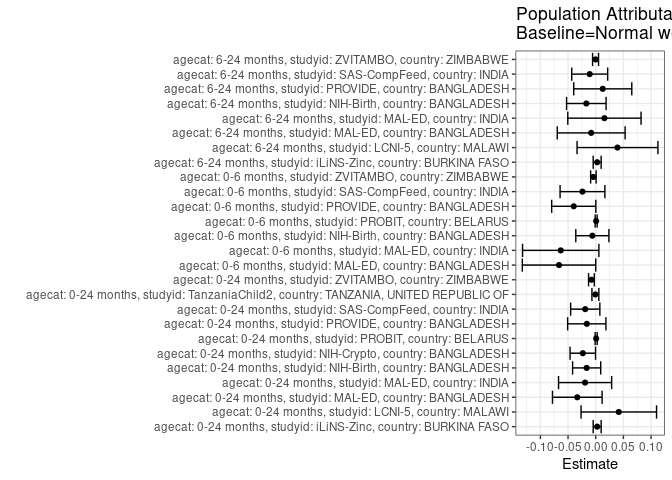 Population Attributa
Baseline=Normal we
agecat: 6-24 months, studyid: ZVITAMBO, country: ZIMBABWE
agecat: 6-24 months, studyid: SAS-CompFeed, country: INDIA
agecat: 6-24 months, studyid: PROVIDE, country: BANGLADESH
agecat: 6-24 months, studyid: NIH-Birth, country: BANGLADESH
agecat: 6-24 months, studyid: MAL-ED, country: INDIA
agecat: 6-24 months, studyid: MAL-ED, country: BANGLADESH
agecat: 6-24 months, studyid: LCNI-5, country: MALAWI
agecat: 6-24 months, studyid: iLiNS-Zinc, country: BURKINA FASO
agecat: 0-6 months, studyid: ZVITAMBO, country: ZIMBABWE
agecat: 0-6 months, studyid: SAS-CompFeed, country: INDIA
agecat: 0-6 months, studyid: PROVIDE, country: BANGLADESH
agecat: 0-6 months, studyid: PROBIT, country: BELARUS
agecat: 0-6 months, studyid: NIH-Birth, country: BANGLADESH
agecat: 0-6 months, studyid: MAL-ED, country: INDIA
agecat: 0-6 months, studyid: MAL-ED, country: BANGLADESH
agecat: 0-24 months, studyid: ZVITAMBO, country: ZIMBABWE
agecat: 0-24 months, studyid: TanzaniaChild2, country: TANZANIA, UNITED REPUBLIC OF
agecat: 0-24 months, studyid: SAS-CompFeed, country: INDIA
agecat: 0-24 months, studyid: PROVIDE, country: BANGLADESH
agecat: 0-24 months, studyid: PROBIT, country: BELARUS
agecat: 0-24 months, studyid: NIH-Crypto, country: BANGLADESH
agecat: 0-24 months, studyid: NIH-Birth, country: BANGLADESH
agecat: 0-24 months, studyid: MAL-ED, country: INDIA
agecat: 0-24 months, studyid: MAL-ED, country: BANGLADESH
agecat: 0-24 months, studyid: LCNI-5, country: MALAWI
agecat: 0-24 months, studyid: iLiNS-Zinc, country: BURKINA FASO
-0.10 -0.05 0.00 0.05 0.10
Estimate